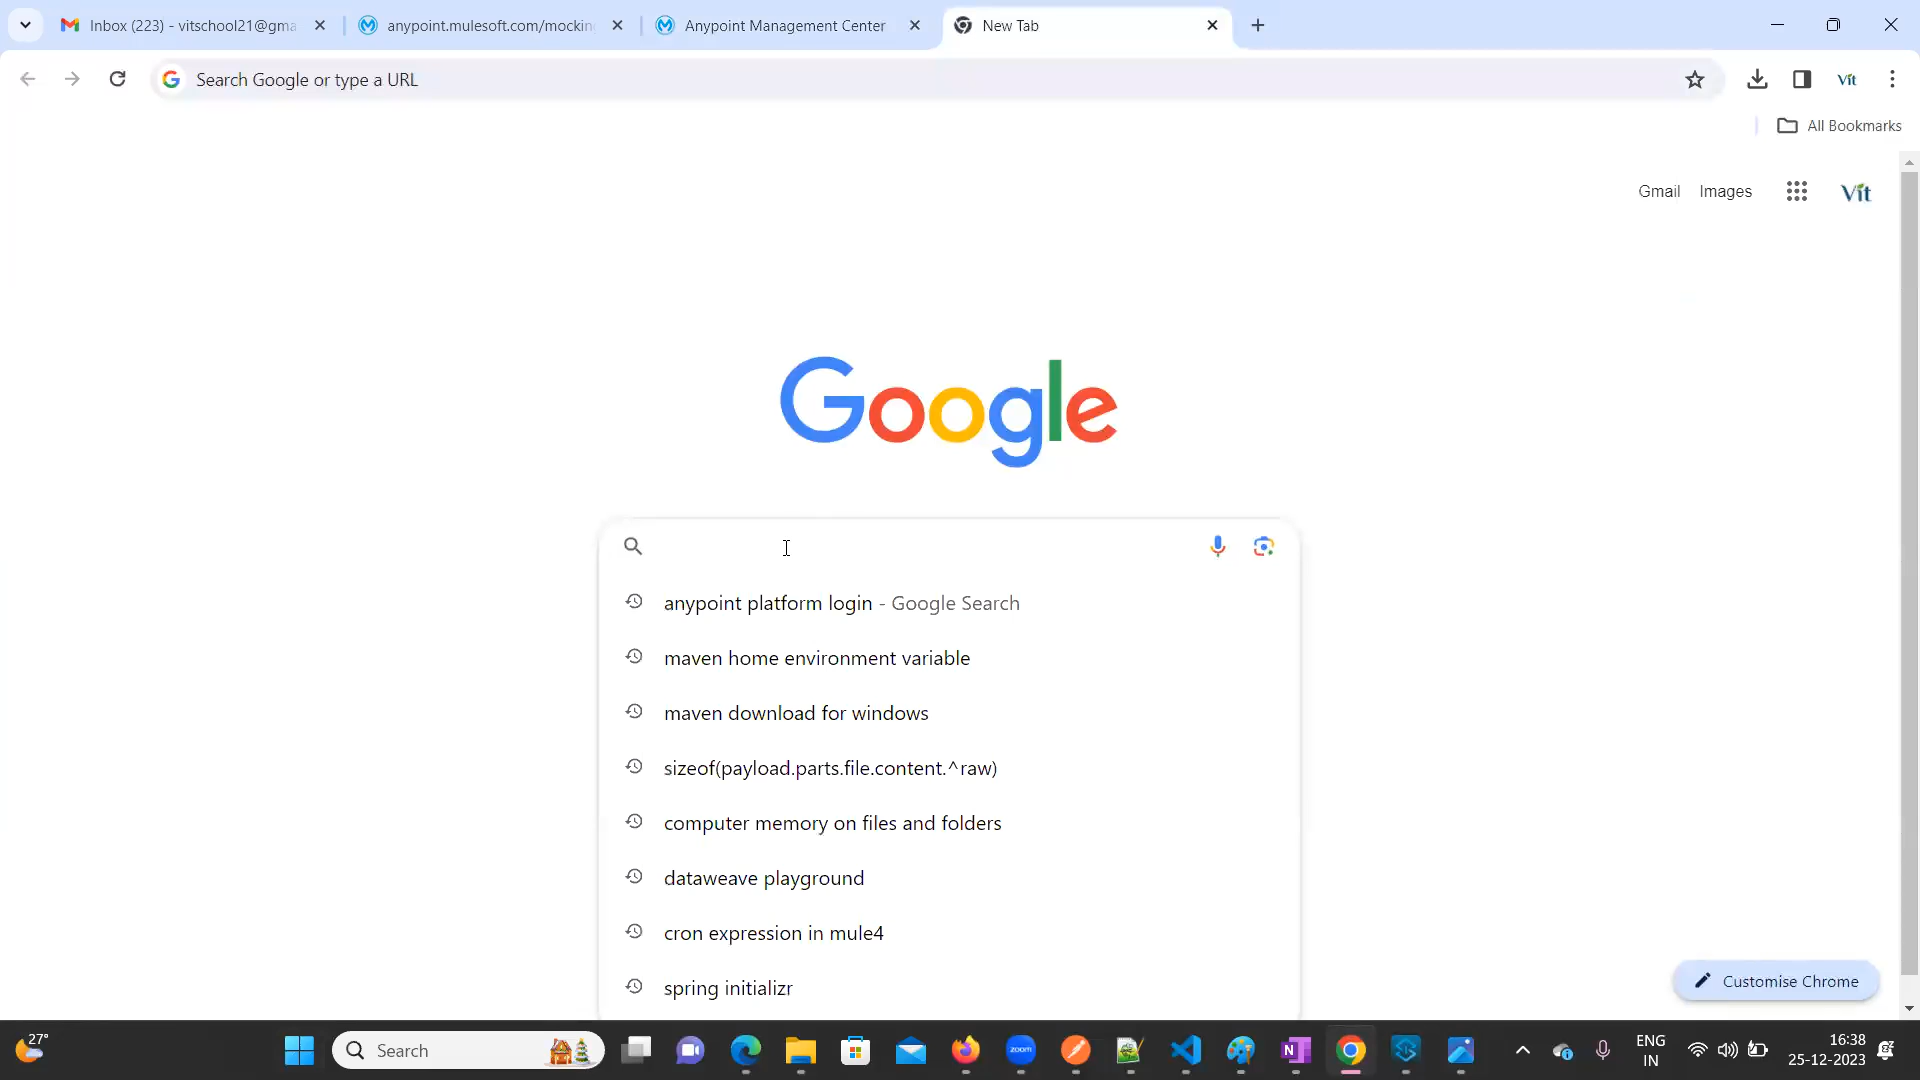 Inbox (223) - vitschool21@gma
anypoint.mulesoft.com/mockin
Anypoint Management Center
New Tab
Search Google or type a URL
Vit
All Bookmarks
Gmail
Images
Vit
Google
anypoint platform login - Google Search
maven home environment variable
maven download for windows
sizeof(payload.parts.file.content.^raw)
computer memory on files and folders
dataweave playground
cron expression in mule4
spring initializr
Customise Chrome
27°
Search
zoom
N
ENG
IN
16:38
25-12-2023